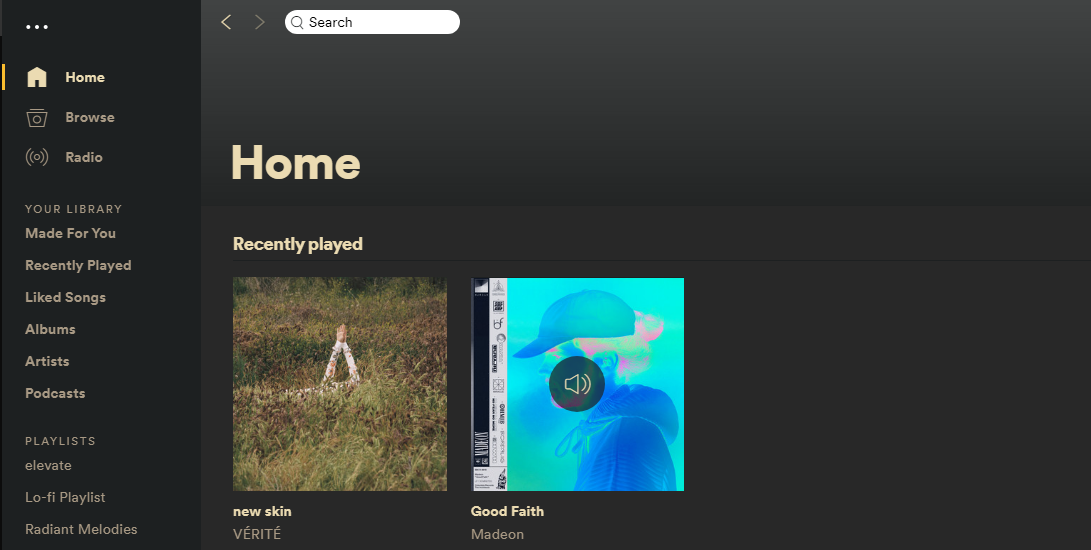 Search
Home
Browse
Radio
YOUR LIBRARY
Made For You
Recently Played
Liked Songs
Albums
Artists
Podcasts
PLAYLISTS
elevate
Lo-fi Playlist
Radiant Melodies
Home
Recently played
MADEON
new skin
VÉRITÉ
Good Faith
Madeon